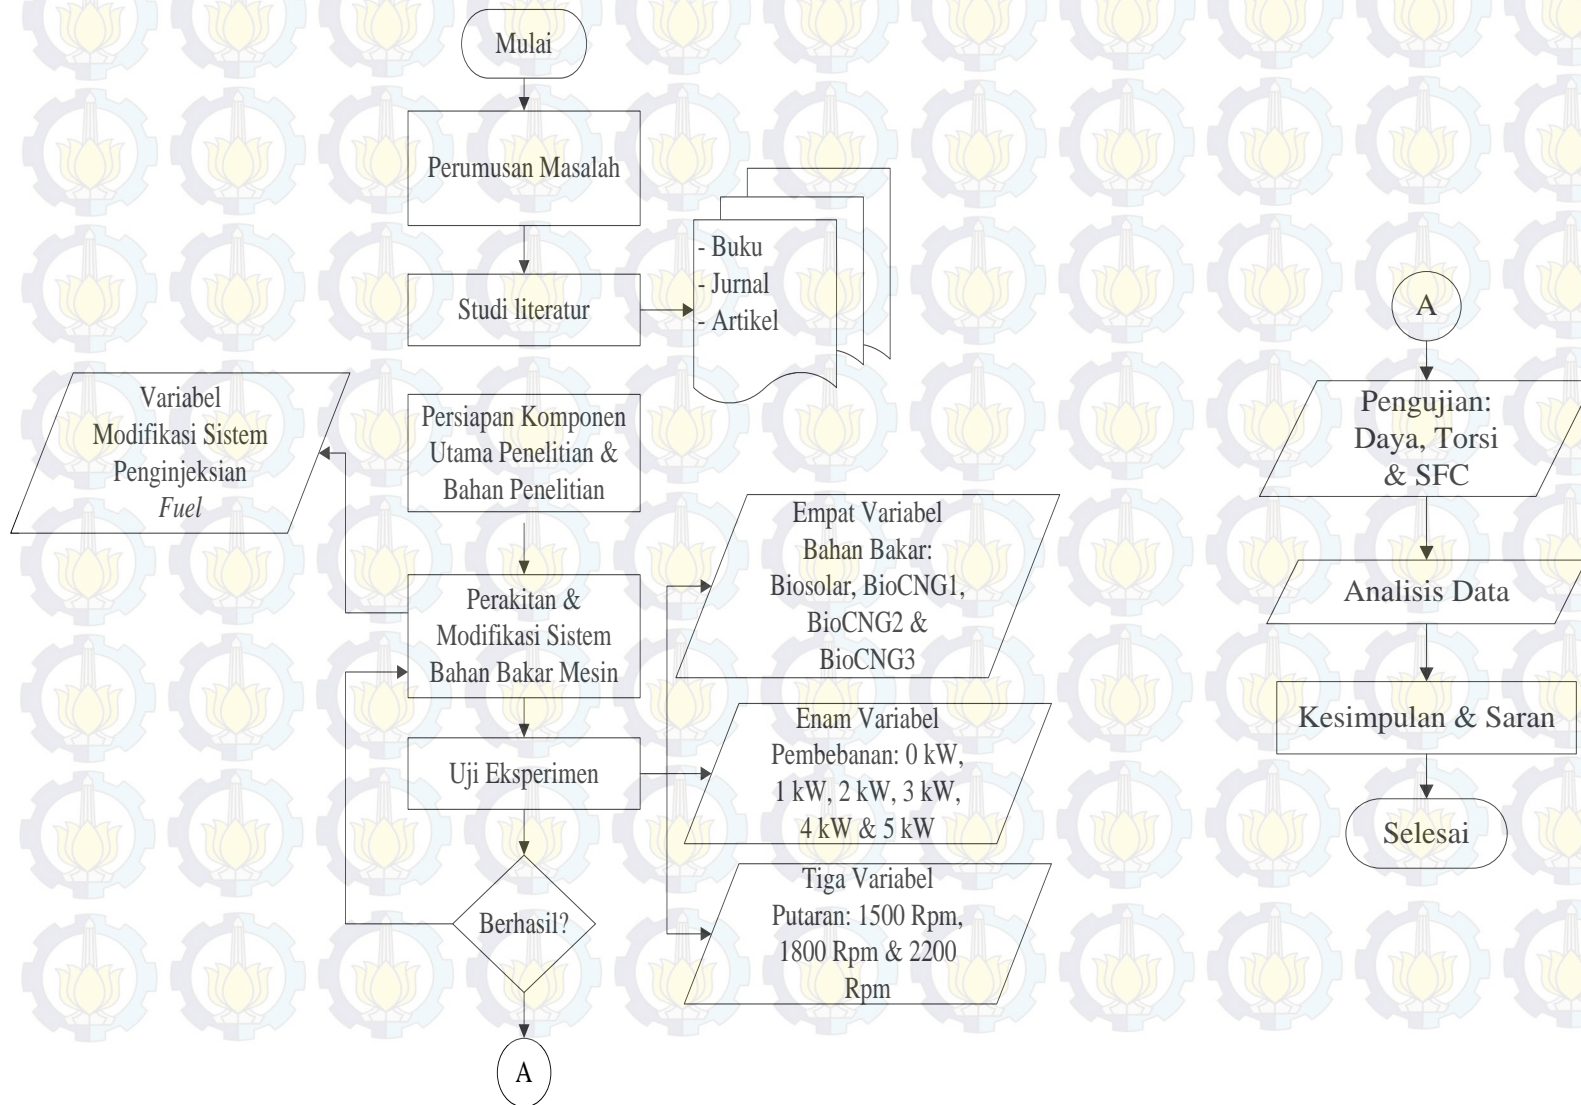 Mulai
Perumusan Masalah
Studi literatur
- Buku
- Jurnal
- Artikel
Variabel
Modifikasi Sistem
Penginjeksian
Fuel
Persiapan Komponen
Utama Penelitian &
Bahan Penelitian
Perakitan &
Modifikasi Sistem
Bahan Bakar Mesin
Uji Eksperimen
Empat Variabel
Bahan Bakar:
Biosolar, BioCNG1,
BioCNG2 &
BioCNG3
Enam Variabel
Pembebanan: 0 kW,
1 kW, 2 kW, 3 kW,
4 kW & 5 kW
Tiga Variabel
Putaran: 1500 Rpm,
1800 Rpm & 2200
Rpm
Berhasil?
A
A
Pengujian:
Daya, Torsi
& SFC
Analisis Data
Kesimpulan & Saran
Selesai